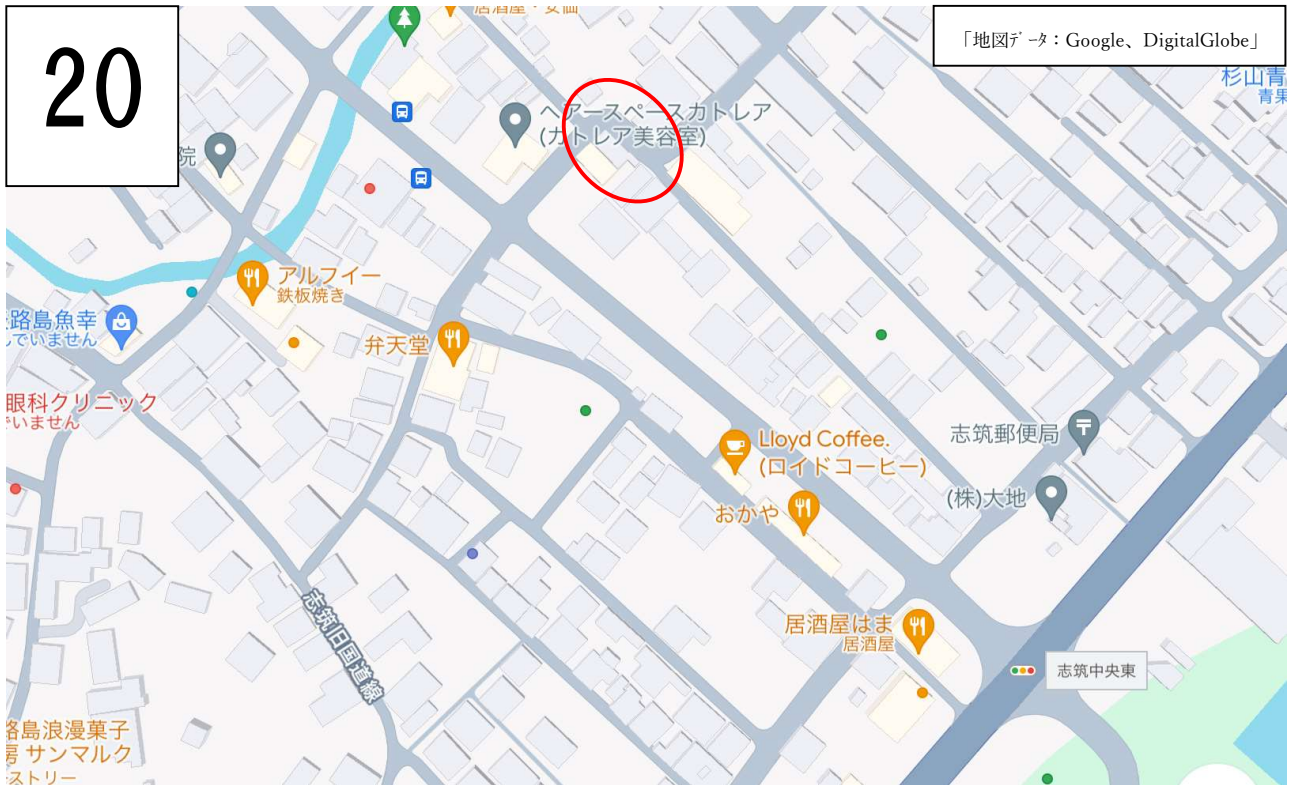 20
居酒屋・安価
「地図データ：Google、DigitalGlobe」
杉山青
青果
ヘアースペースカトレア
(カトレア美容室)
院
アルフイー
鉄板焼き
路島魚幸
でいません
弁天堂
眼科クリニック
でいません
Lloyd Coffee.
(ロイドコーヒー)
志筑郵便局
(株)大地
おかや
居酒屋はま
居酒屋
志筑中央東
志筑旧国道線
路島浪漫菓子
房 サンマルク
ストリー